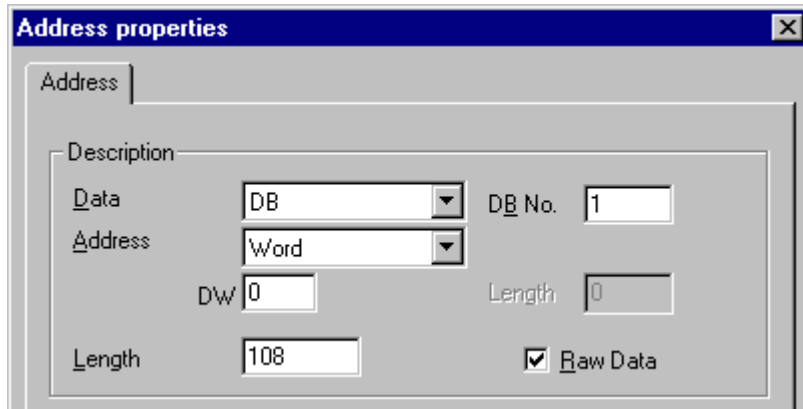 Address properties
Address
Description
Data DB DB No. 1
Address Word
DW 0 Length 0
Length 108 Raw Data